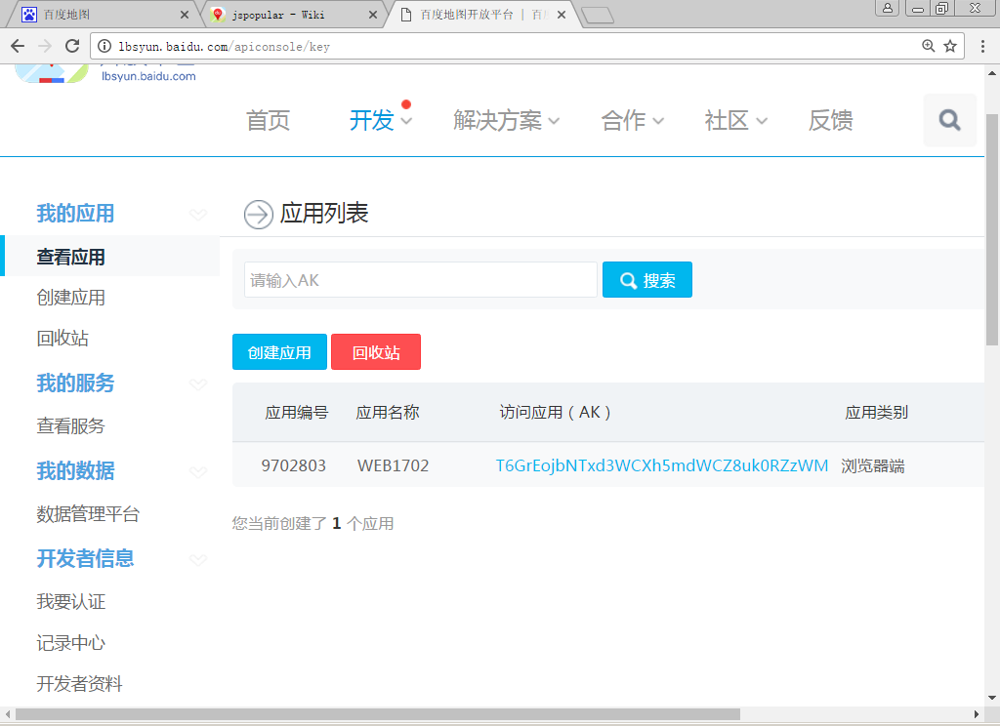 百度地图
jspopular - Wiki
百度地图开放平台 | 百
lbsyun.baidu.com/apiconsole/key
lbsyun.baidu.com
首页 开发 解决方案 合作 社区 反馈
我的应用
查看应用
创建应用
回收站
我的服务
查看服务
我的数据
数据管理平台
开发者信息
我要认证
记录中心
开发者资料
应用列表
请输入AK
搜索
创建应用 回收站
应用编号 应用名称 访问应用（AK） 应用类别
9702803 WEB1702 T6GrEojbNTxd3WCXh5mdWCZ8uk0RZzWM 浏览器端
您当前创建了 1 个应用